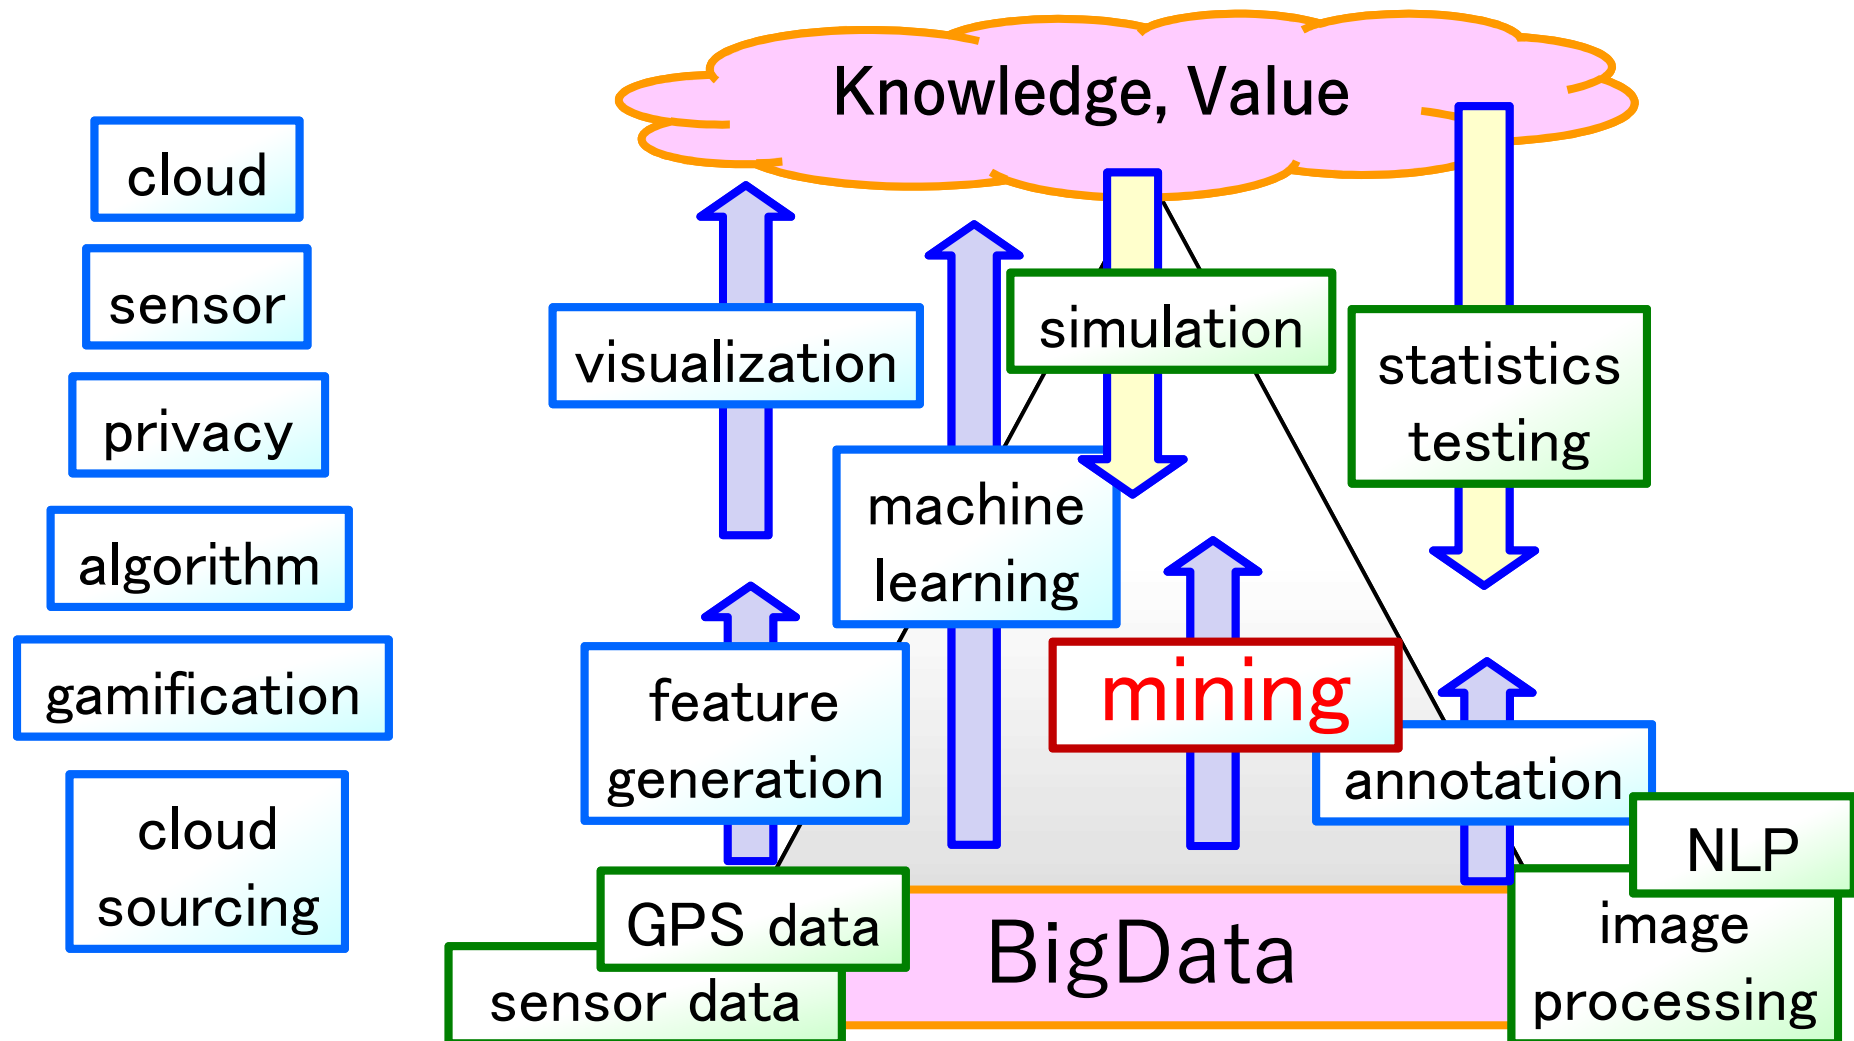 Knowledge, Value
cloud
sensor
privacy
algorithm
gamification
cloud
sourcing
visualization
simulation
statistics
testing
machine
learning
feature
generation
mining
annotation
NLP
GPS data
sensor data
BigData
image
processing